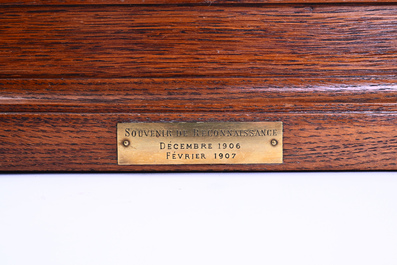 SOUVENIR DE RECONNAISSANCE
DÉCEMBRE 1906
FÉVRIER 1907